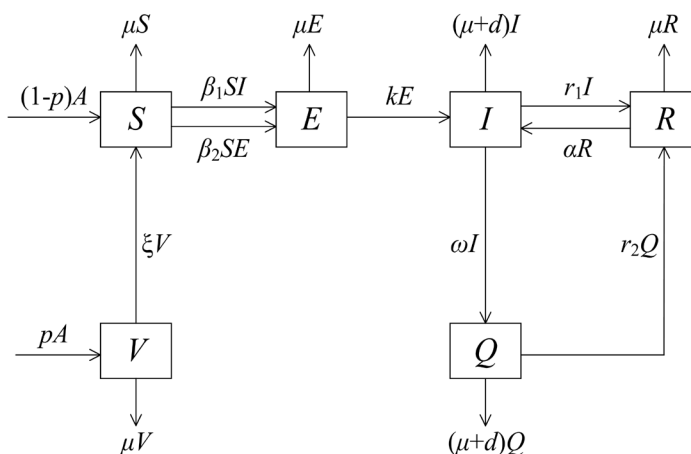 μS
μE
(μ+d)I
μR
(1-p)A
S
β₁SI
β₂SE
E
kE
I
r₁I
αR
R
ξV
ωI
r₂Q
pA
V
Q
μV
(μ+d)Q